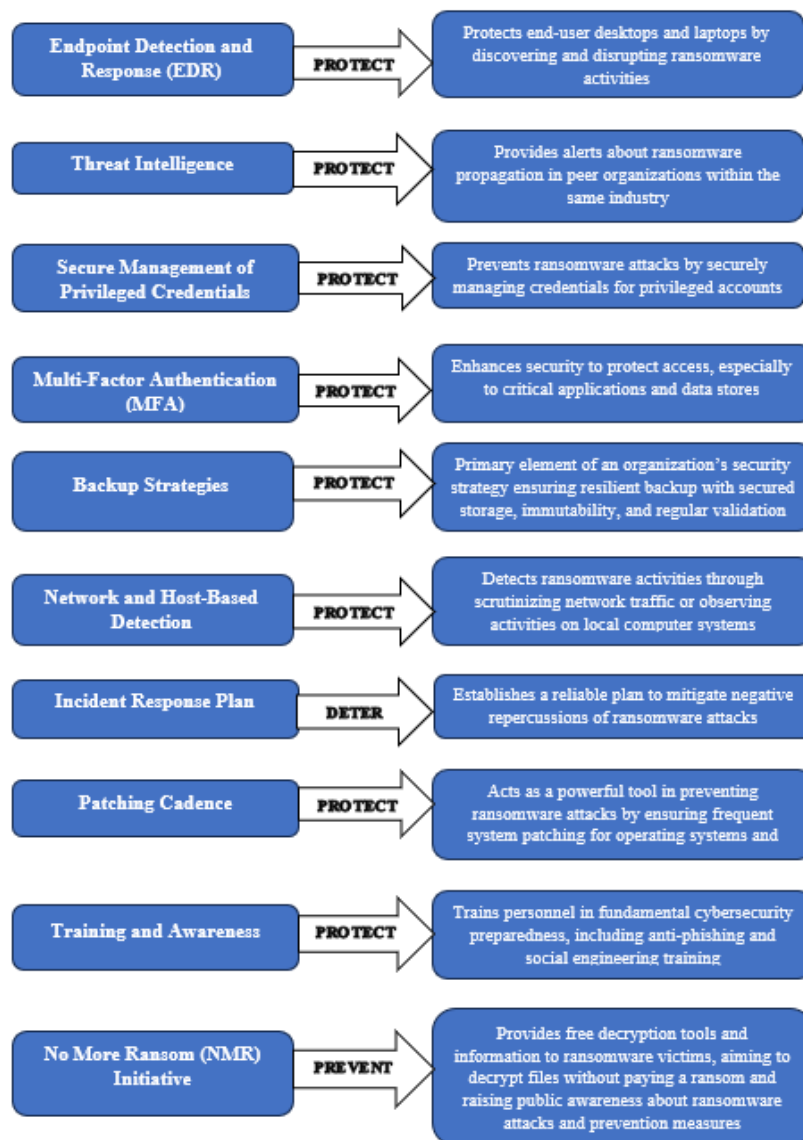 Endpoint Detection and
Response (EDR)
PROTECT
Protects end-user desktops and laptops by
discovering and disrupting ransomware
activities
Threat Intelligence
PROTECT
Provides alerts about ransomware
propagation in peer organizations within the
same industry
Secure Management of
Privileged Credentials
PROTECT
Prevents ransomware attacks by securely
managing credentials for privileged accounts
Multi-Factor Authentication
(MFA)
PROTECT
Enhances security to protect access, especially
to critical applications and data stores
Backup Strategies
PROTECT
Primary element of an organization’s security
strategy ensuring resilient backup with secured
storage, immutability, and regular validation
Network and Host-Based
Detection
PROTECT
Detects ransomware activities through
scrutinizing network traffic or observing
activities on local computer systems
Incident Response Plan
DETER
Establishes a reliable plan to mitigate negative
repercussions of ransomware attacks
Patching Cadence
PROTECT
Acts as a powerful tool in preventing
ransomware attacks by ensuring frequent
system patching for operating systems and
Training and Awareness
PROTECT
Trains personnel in fundamental cybersecurity
preparedness, including anti-phishing and
social engineering training
No More Ransom (NMR)
Initiative
PREVENT
Provides free decryption tools and
information to ransomware victims, aiming to
decrypt files without paying a ransom and
raising public awareness about ransomware
attacks and prevention measures